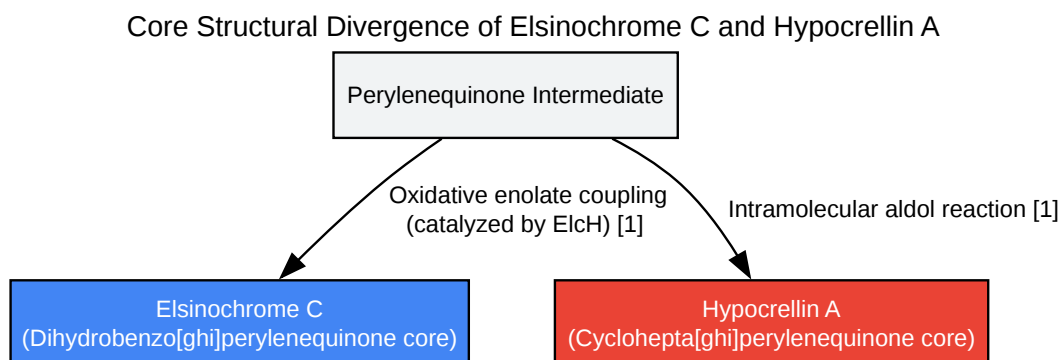 Core Structural Divergence of Elsinochrome C and Hypocrellin A
Perylenequinone Intermediate
Oxidative enolate coupling
(catalyzed by ElcH) [1]
Intramolecular aldol reaction [1]
Elsinochrome C
(Dihydrobenzo[ghi]perylenequinone core)
Hypocrellin A
(Cyclohepta[ghi]perylenequinone core)